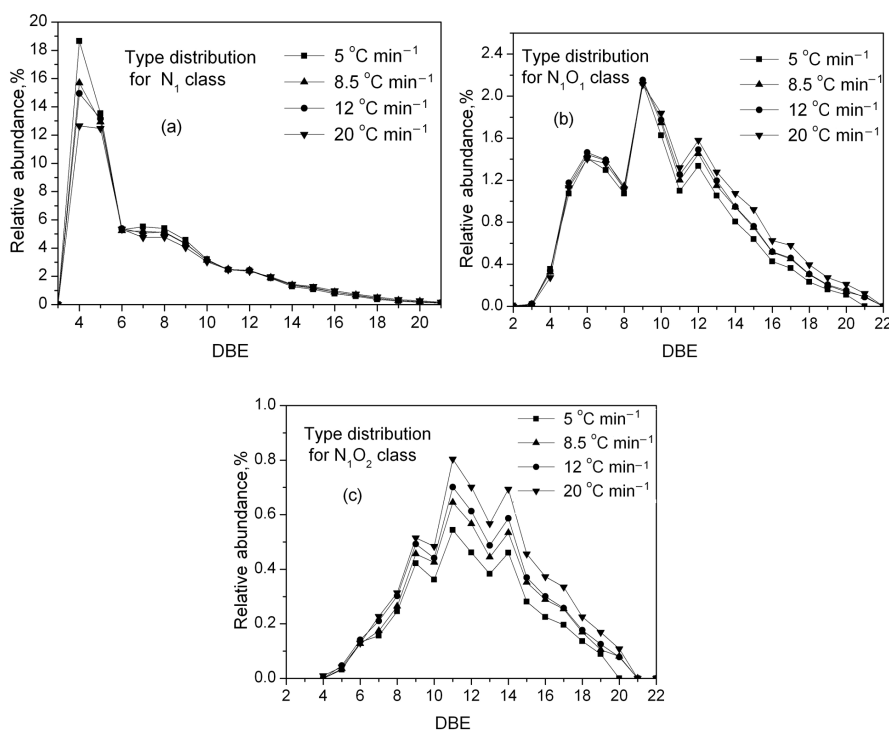 20
18
16
14
12
10
8
6
4
2
0
Relative abundance,%
Type distribution
for N₁ class
(a)
5 °C min⁻¹
8.5 °C min⁻¹
12 °C min⁻¹
20 °C min⁻¹
4 6 8 10 12 14 16 18 20
DBE
2.4
2.0
1.6
1.2
0.8
0.4
0.0
Relative abundance,%
Type distribution
for N₁O₁ class
(b)
5 °C min⁻¹
8.5 °C min⁻¹
12 °C min⁻¹
20 °C min⁻¹
2 4 6 8 10 12 14 16 18 20 22
DBE
1.0
0.8
0.6
0.4
0.2
0.0
Relative abundance,%
Type distribution
for N₁O₂ class
(c)
5 °C min⁻¹
8.5 °C min⁻¹
12 °C min⁻¹
20 °C min⁻¹
2 4 6 8 10 12 14 16 18 20 22
DBE